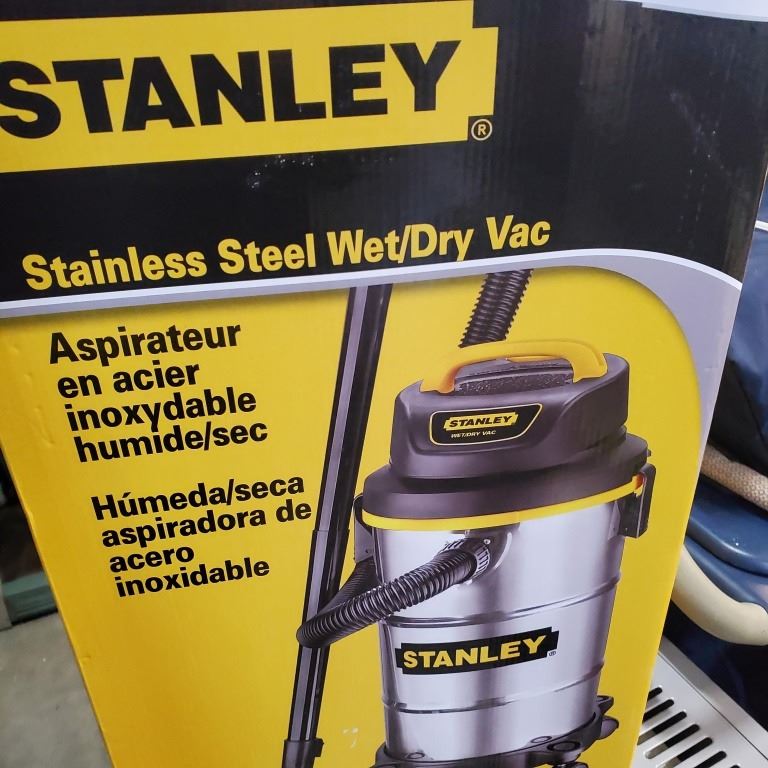 STANLEY
®
Stainless Steel Wet/Dry Vac
Aspirateur
en acier
inoxydable
humide/sec
Húmeda/seca
aspiradora de
acero
inoxidable
STANLEY
WET/DRY VAC
STANLEY®